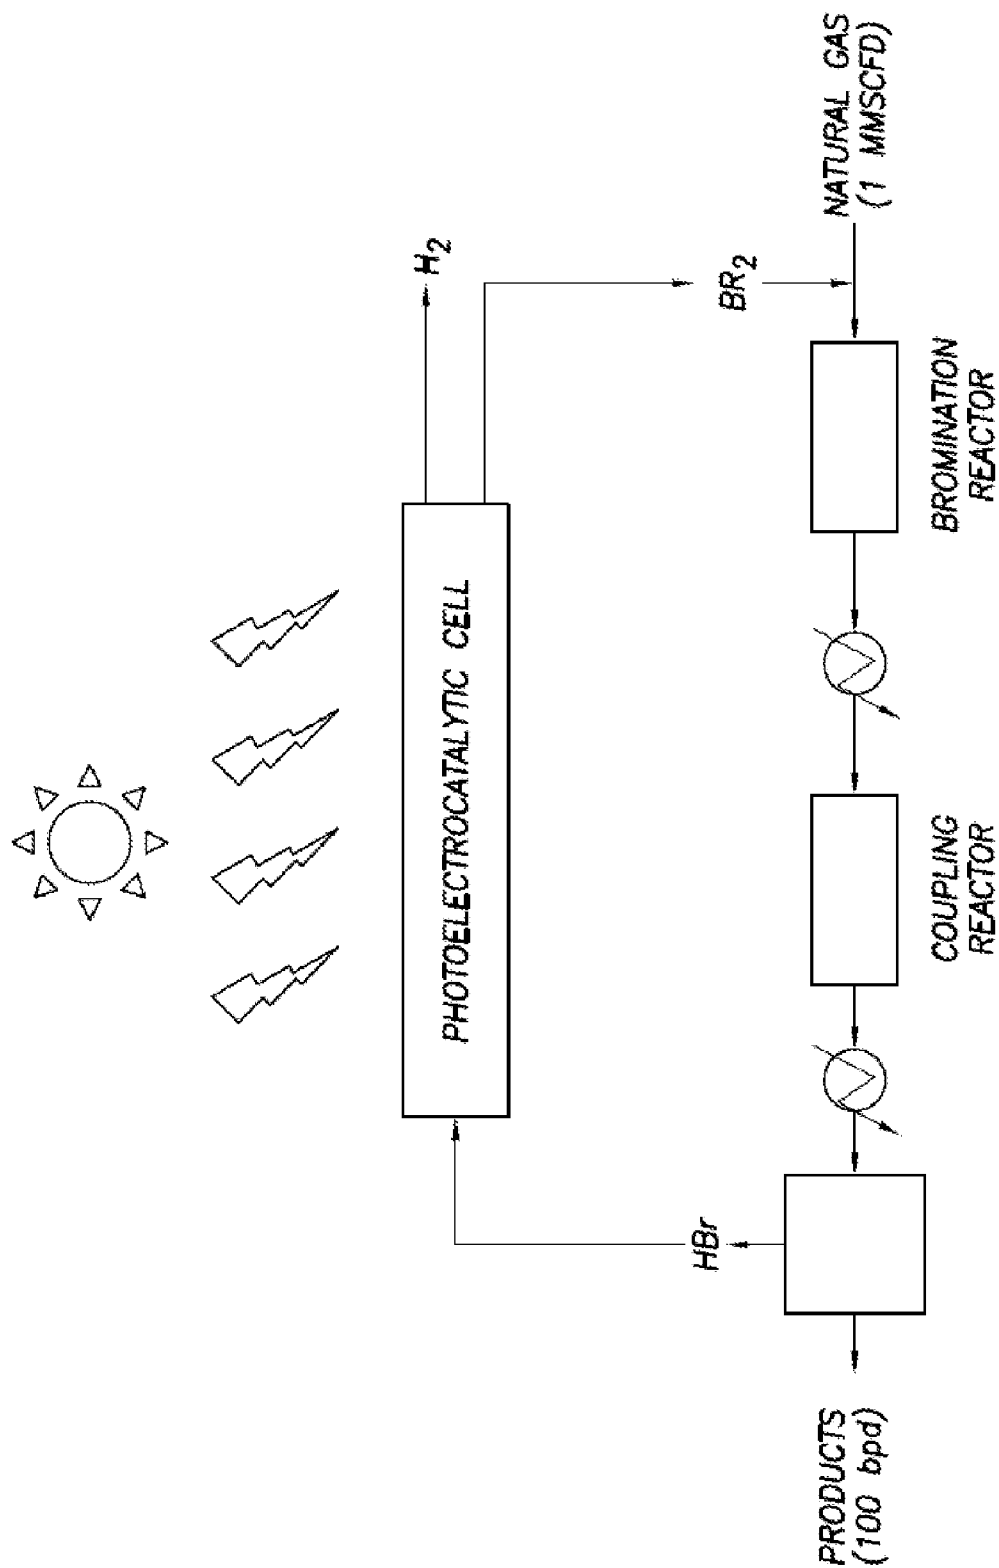 H2
BR2
NATURAL GAS
(1 MMSCFD)
PHOTOELECTROCATALYTIC CELL
BROMINATION
REACTOR
COUPLING
REACTOR
HBr
PRODUCTS
(100 bpd)